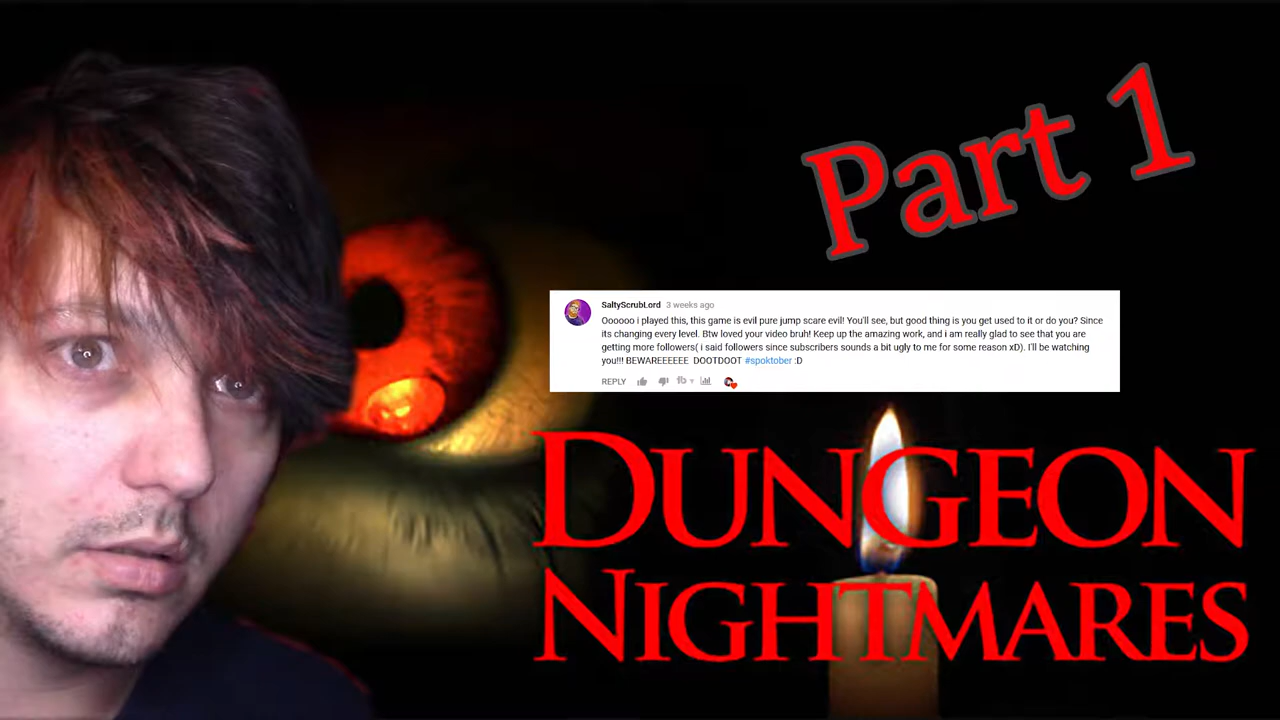 Part 1
SaltyScrubLord 3 weeks ago
Oooooo i played this, this game is evil pure jump scare evil! You'll see, but good thing is you get used to it or do you? Since
its changing every level. Btw loved your video bruh! Keep up the amazing work, and i am really glad to see that you are
getting more followers( i said followers since subscribers sounds a bit ugly to me for some reason xD). I'll be watching
you!!! BEWAREEEEEE DOOTDOOT #spoktober :D
REPLY
DUNGEON
NIGHTMARES